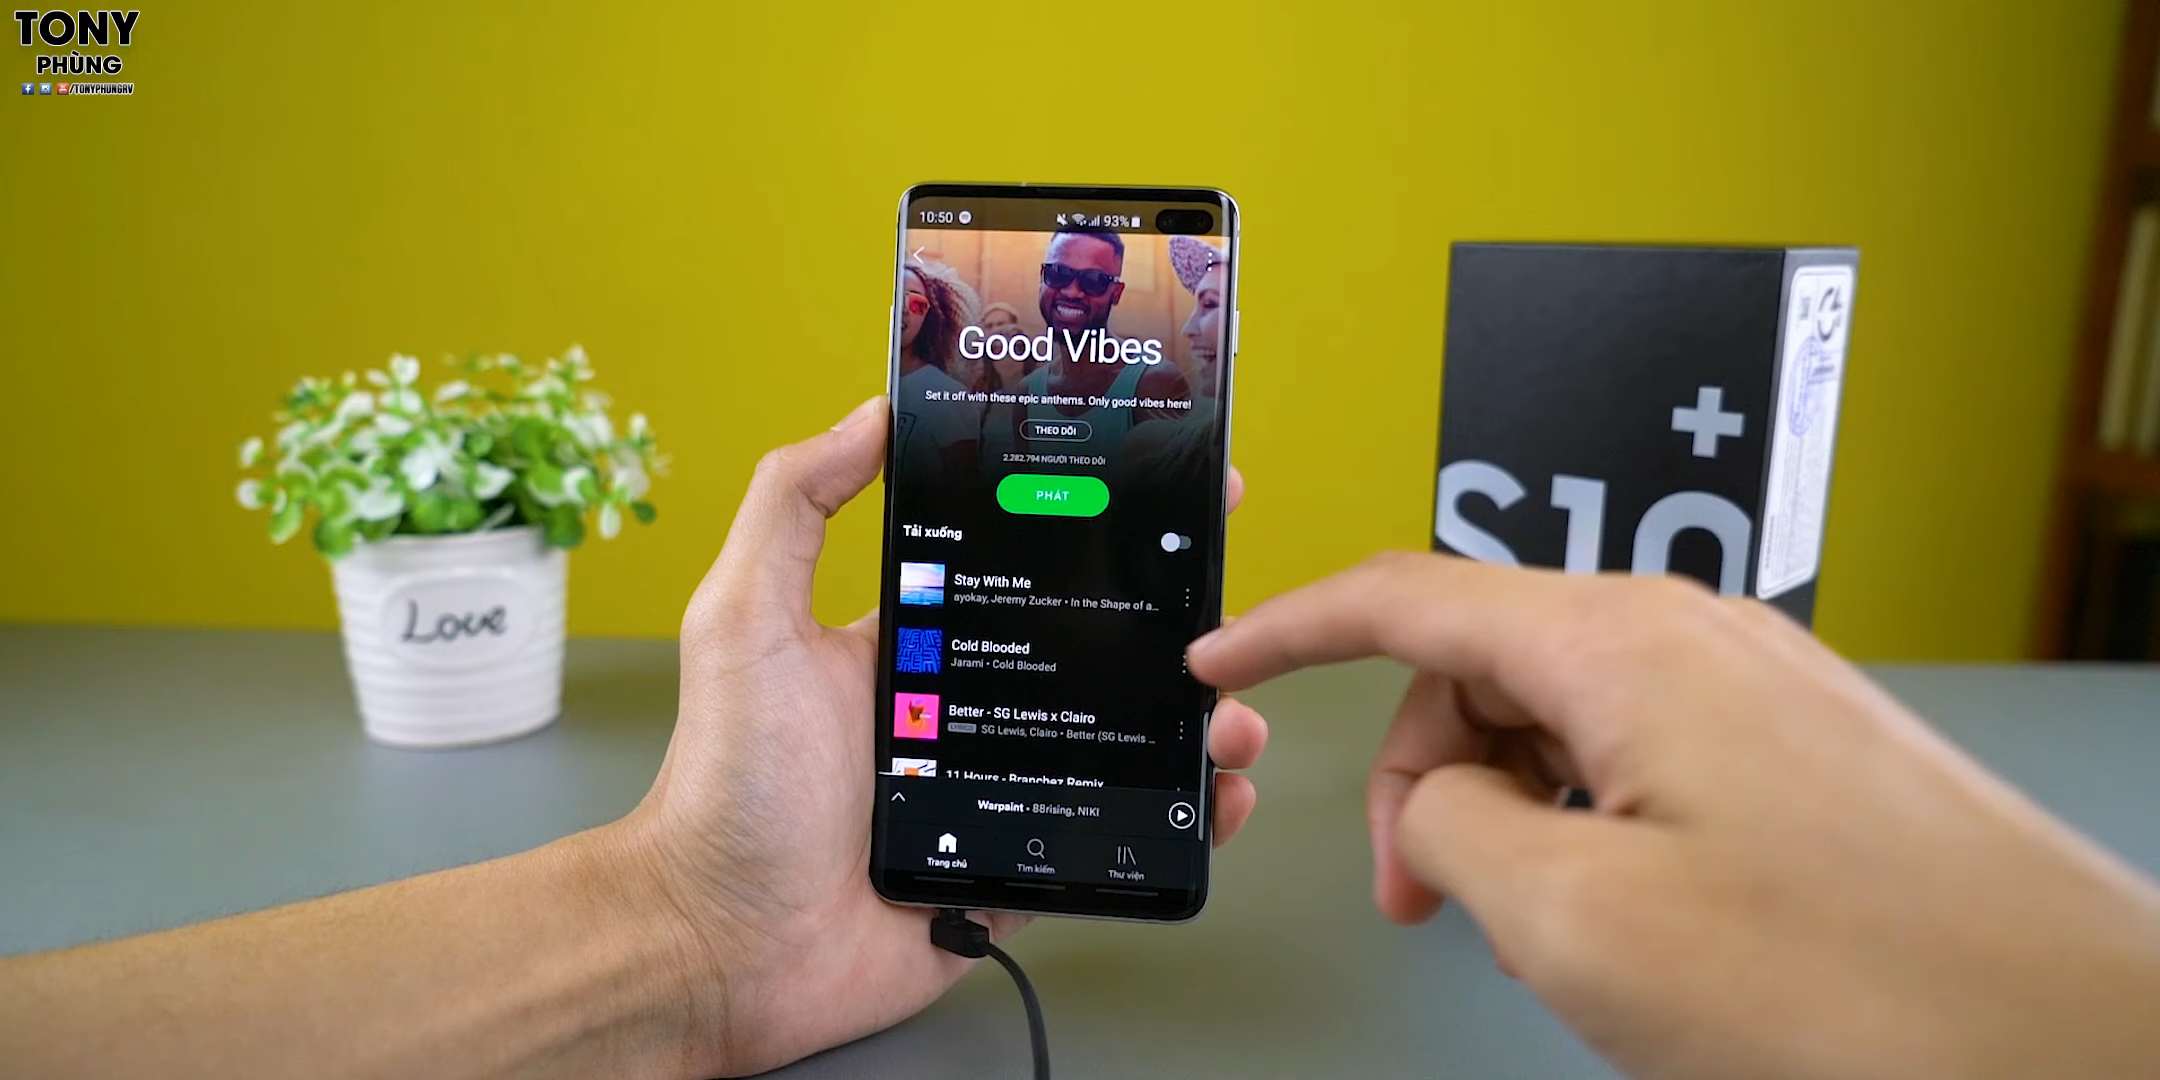 TONY
PHÙNG
/TONYPHUNGRV
10:50
93%
Good Vibes
Set it off with these epic anthems. Only good vibes here!
THEO DÕI
2.282.794 NGƯỜI THEO DÕI
PHÁT
Tải xuống
Stay With Me
ayokay, Jeremy Zucker • In the Shape of a...
Cold Blooded
Jarami • Cold Blooded
Better - SG Lewis x Clairo
LYRICS SG Lewis, Clairo • Better (SG Lewis ...
11 Hours - Branchez Remix
Warpaint - 88rising, NIKI
Trang chủ
Tìm kiếm
Thư viện
Love
S10+